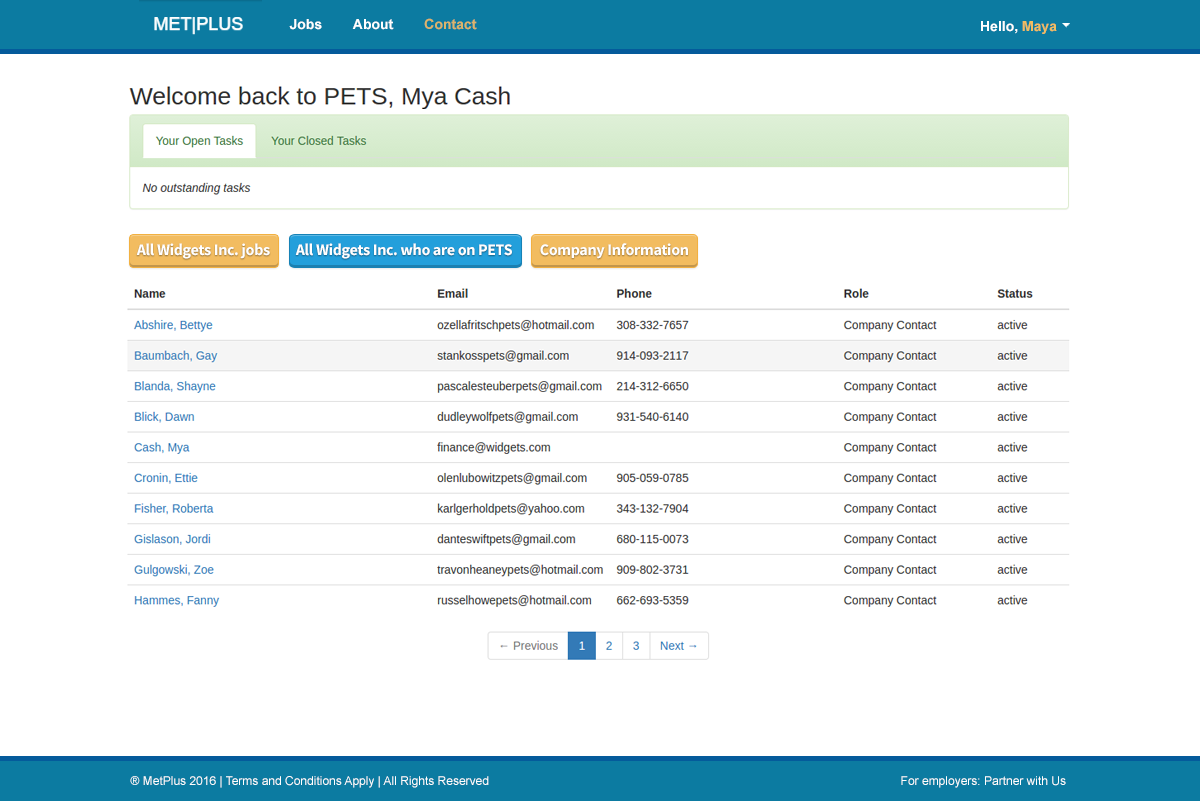 MET|PLUS Jobs About Contact Hello, Maya
Welcome back to PETS, Mya Cash
Your Open Tasks Your Closed Tasks
No outstanding tasks
All Widgets Inc. jobs All Widgets Inc. who are on PETS Company Information
Name Email Phone Role Status
Abshire, Bettye ozellafritschpets@hotmail.com 308-332-7657 Company Contact active
Baumbach, Gay stankosspets@gmail.com 914-093-2117 Company Contact active
Blanda, Shayne pascalesteuberpets@gmail.com 214-312-6650 Company Contact active
Blick, Dawn dudleywolfpets@gmail.com 931-540-6140 Company Contact active
Cash, Mya finance@widgets.com Company Contact active
Cronin, Ettie olenlubowitzpets@gmail.com 905-059-0785 Company Contact active
Fisher, Roberta karlgerholdpets@yahoo.com 343-132-7904 Company Contact active
Gislason, Jordi danteswiftpets@gmail.com 680-115-0073 Company Contact active
Gulgowski, Zoe travonheaneypets@hotmail.com 909-802-3731 Company Contact active
Hammes, Fanny russelhowepets@hotmail.com 662-693-5359 Company Contact active
← Previous 1 2 3 Next →
® MetPlus 2016 | Terms and Conditions Apply | All Rights Reserved For employers: Partner with Us